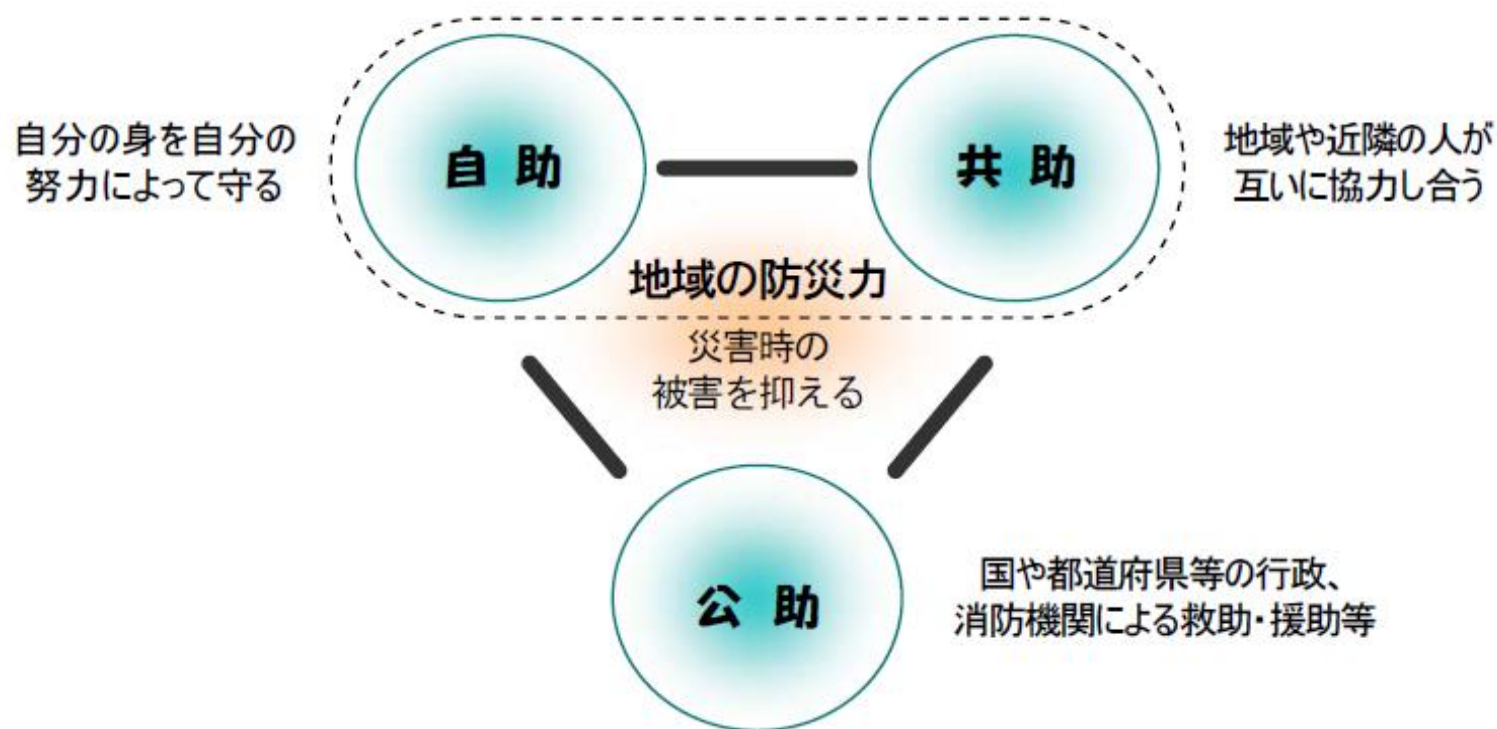 自助
共助
自分の身を自分の
努力によって守る
地域や近隣の人が
互いに協力し合う
地域の防災力
災害時の
被害を抑える
公助
国や都道府県等の行政、
消防機関による救助・援助等